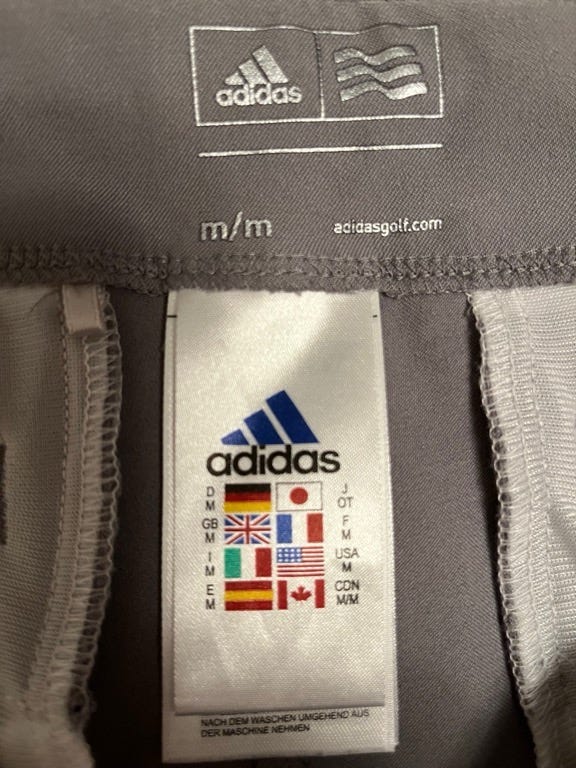 adidas
m/m adidasgolf.com
adidas
D J
M OT
GB F
M M
I USA
M M
E CDN
M M/M
NACH DEM WASCHEN UMGEHEND AUS
DER MASCHINE NEHMEN